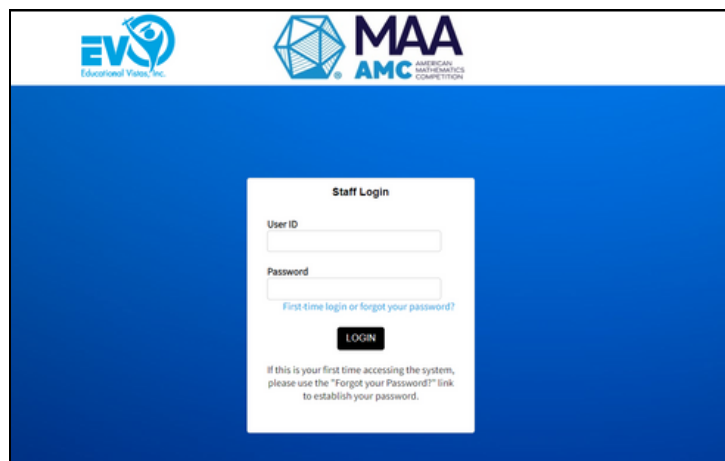 EVO
Educational Vistas, Inc.
MAA
AMC
AMERICAN
MATHEMATICS
COMPETITION
Staff Login
User ID
Password
First-time login or forgot your password?
LOGIN
If this is your first time accessing the system,
please use the "Forgot your Password?" link
to establish your password.